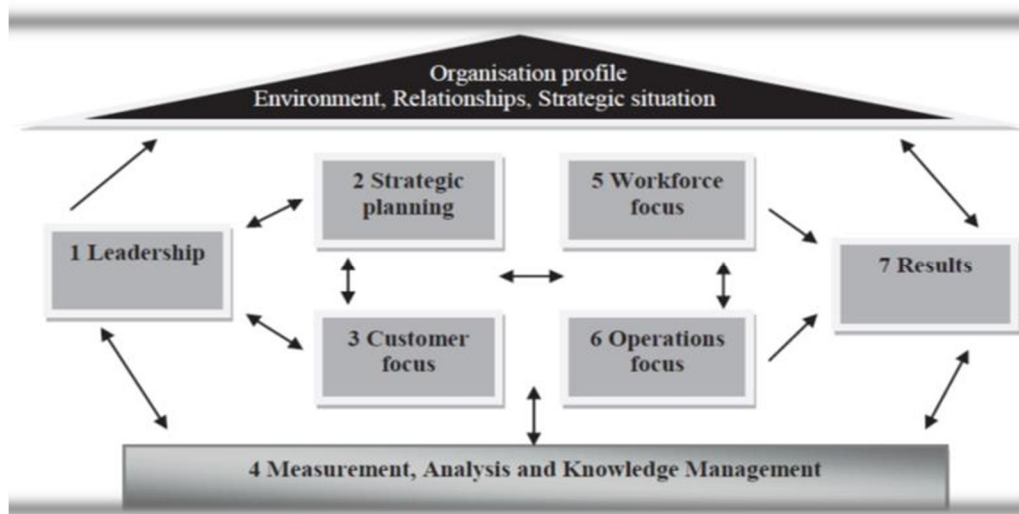 Organisation profile
Environment, Relationships, Strategic situation
2 Strategic
planning
5 Workforce
focus
1 Leadership
7 Results
3 Customer
focus
6 Operations
focus
4 Measurement, Analysis and Knowledge Management